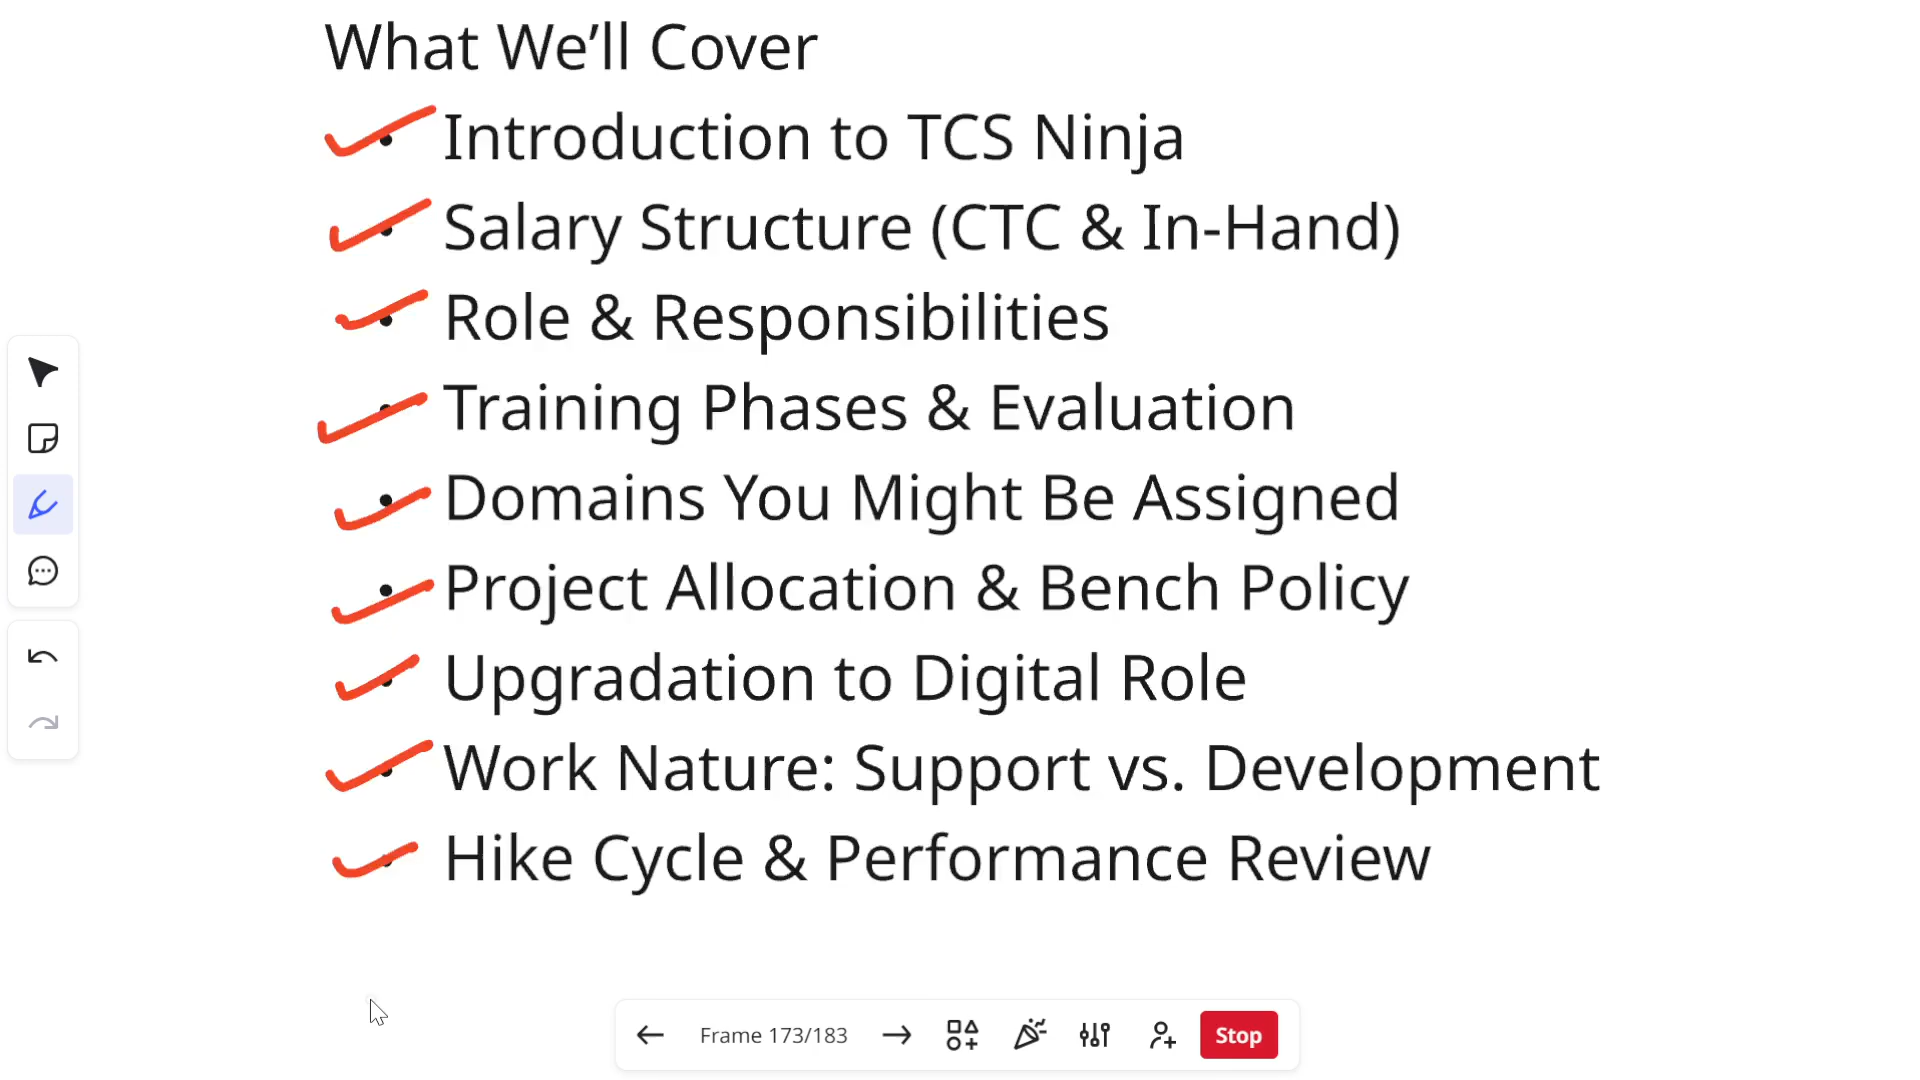 What We’ll Cover
• Introduction to TCS Ninja
• Salary Structure (CTC & In-Hand)
• Role & Responsibilities
• Training Phases & Evaluation
• Domains You Might Be Assigned
• Project Allocation & Bench Policy
• Upgradation to Digital Role
• Work Nature: Support vs. Development
• Hike Cycle & Performance Review
Frame 173/183
Stop